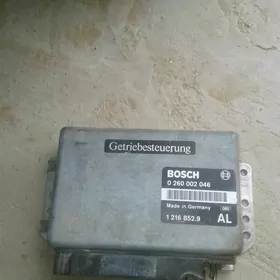 Getriebesteuerung
BOSCH
0 260 002 046
Made in Germany
1 216 852.9 AL